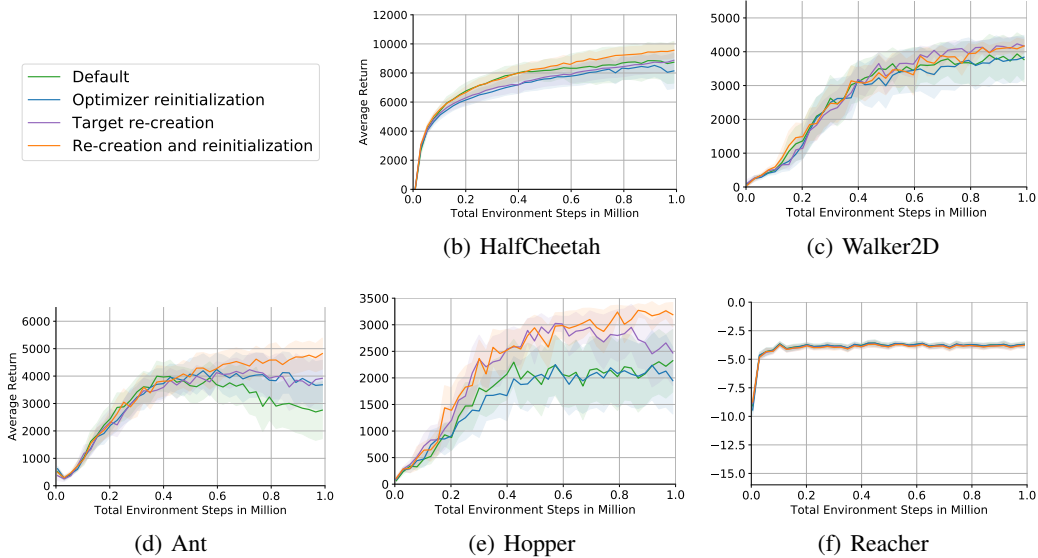 Default
Optimizer reinitialization
Target re-creation
Re-creation and reinitialization
12000
10000
8000
6000
4000
2000
0
Average Return
0.0 0.2 0.4 0.6 0.8 1.0
Total Environment Steps in Million
(b) HalfCheetah
5000
4000
3000
2000
1000
0
0.0 0.2 0.4 0.6 0.8 1.0
Total Environment Steps in Million
(c) Walker2D
6000
5000
4000
3000
2000
1000
0
Average Return
0.0 0.2 0.4 0.6 0.8 1.0
Total Environment Steps in Million
(d) Ant
3500
3000
2500
2000
1500
1000
500
0
0.0 0.2 0.4 0.6 0.8 1.0
Total Environment Steps in Million
(e) Hopper
0.0
−2.5
−5.0
−7.5
−10.0
−12.5
−15.0
0.0 0.2 0.4 0.6 0.8 1.0
Total Environment Steps in Million
(f) Reacher